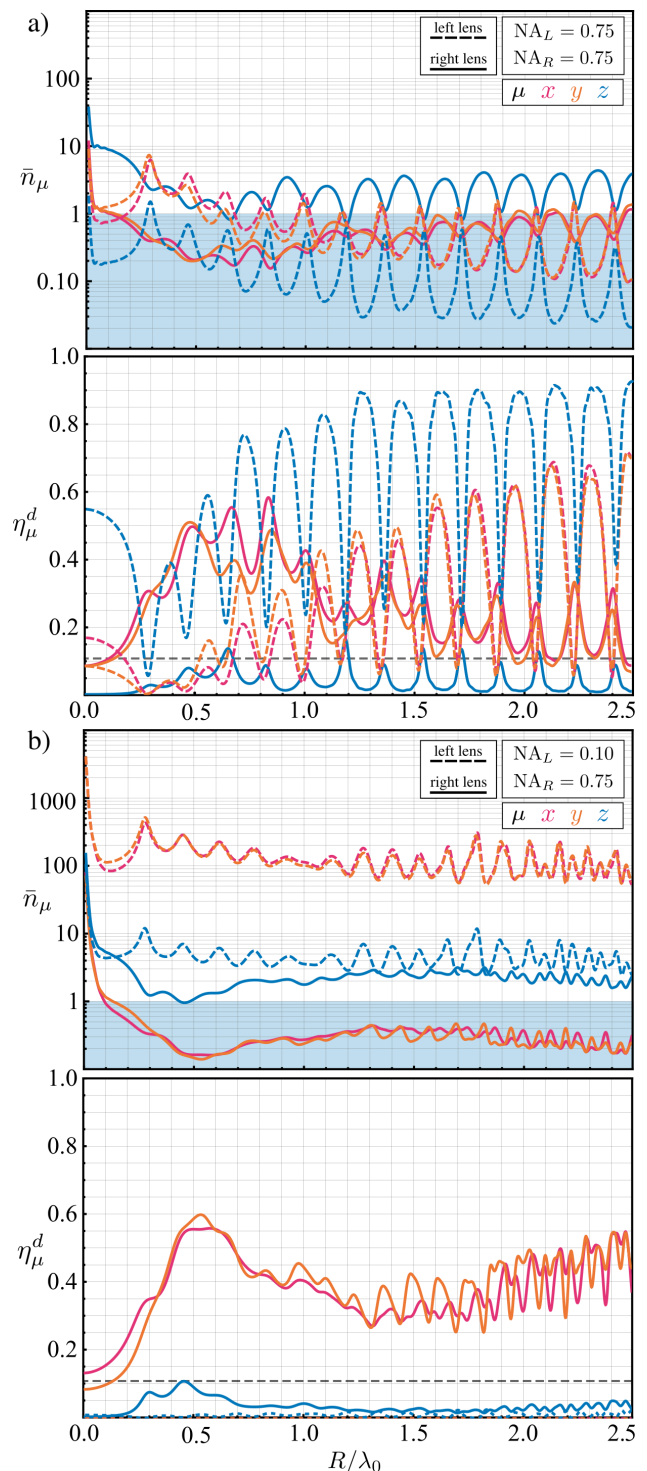 a)
left lens
right lens
NA_L = 0.75
NA_R = 0.75
μ x y z
100
10
1
0.10
n̄_μ
1.0
0.8
0.6
0.4
0.2
η^d_μ
0.0 0.5 1.0 1.5 2.0 2.5
b)
left lens
right lens
NA_L = 0.10
NA_R = 0.75
μ x y z
1000
100
10
1
n̄_μ
1.0
0.8
0.6
0.4
0.2
η^d_μ
0.0 0.5 1.0 1.5 2.0 2.5
R/λ_0